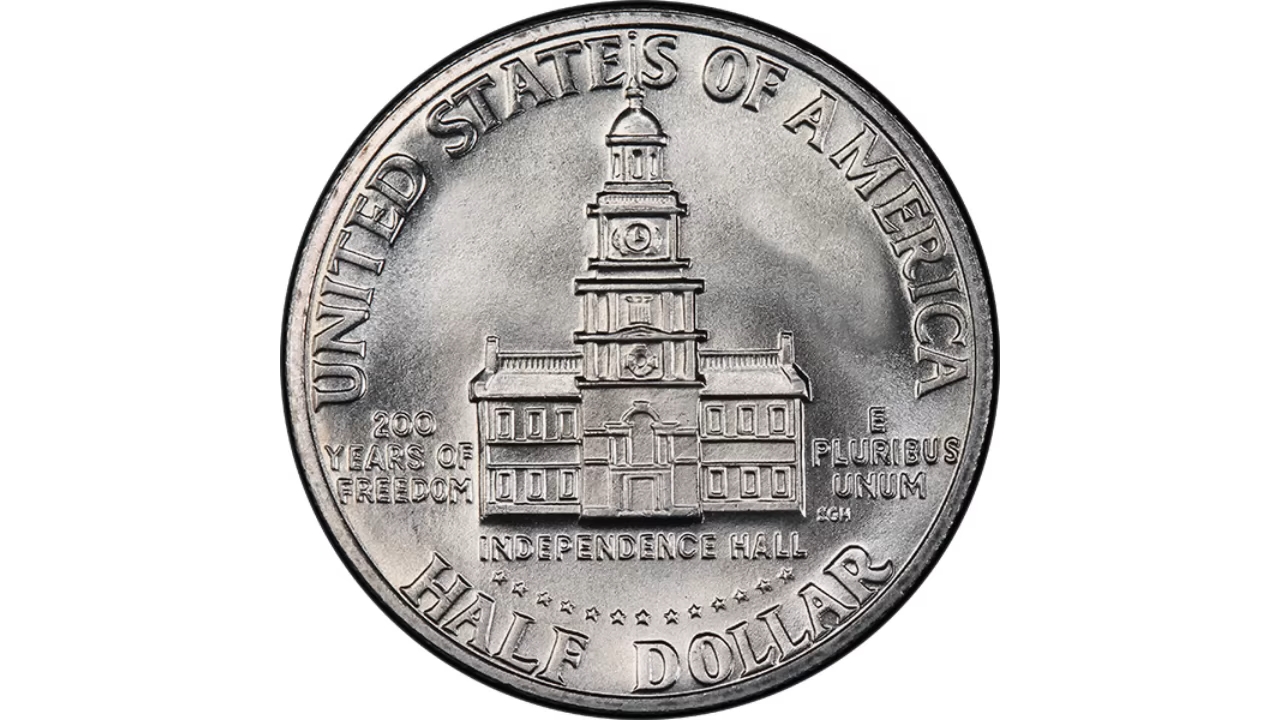 UNITED STATES OF AMERICA
200
YEARS OF
FREEDOM
E
PLURIBUS
UNUM
SGH
INDEPENDENCE HALL
HALF DOLLAR